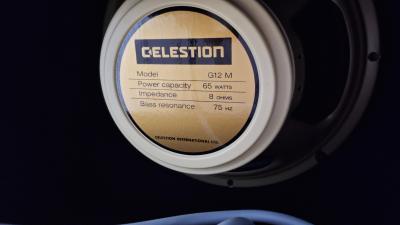 CELESTION
Model G12 M
Power capacity 65 WATTS
Impedance 8 OHMS
Bass resonance 75 HZ
CELESTION INTERNATIONAL LTD.